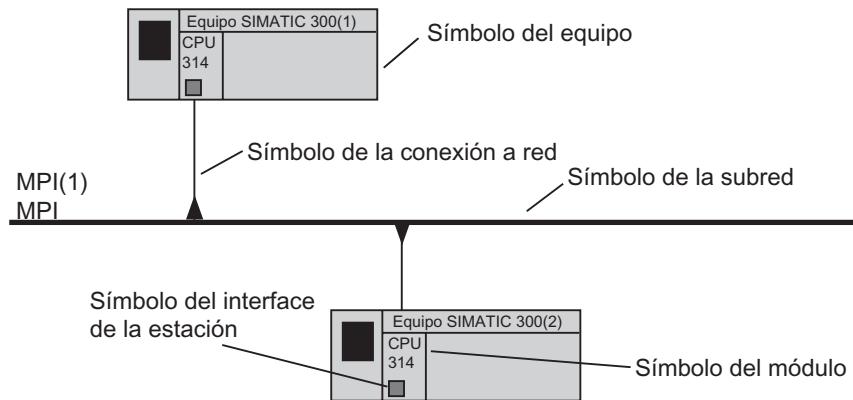 Equipo SIMATIC 300(1)
CPU
314
Símbolo del equipo
Símbolo de la conexión a red
MPI(1)
MPI
Símbolo de la subred
Símbolo del interface
de la estación
Equipo SIMATIC 300(2)
CPU
314
Símbolo del módulo